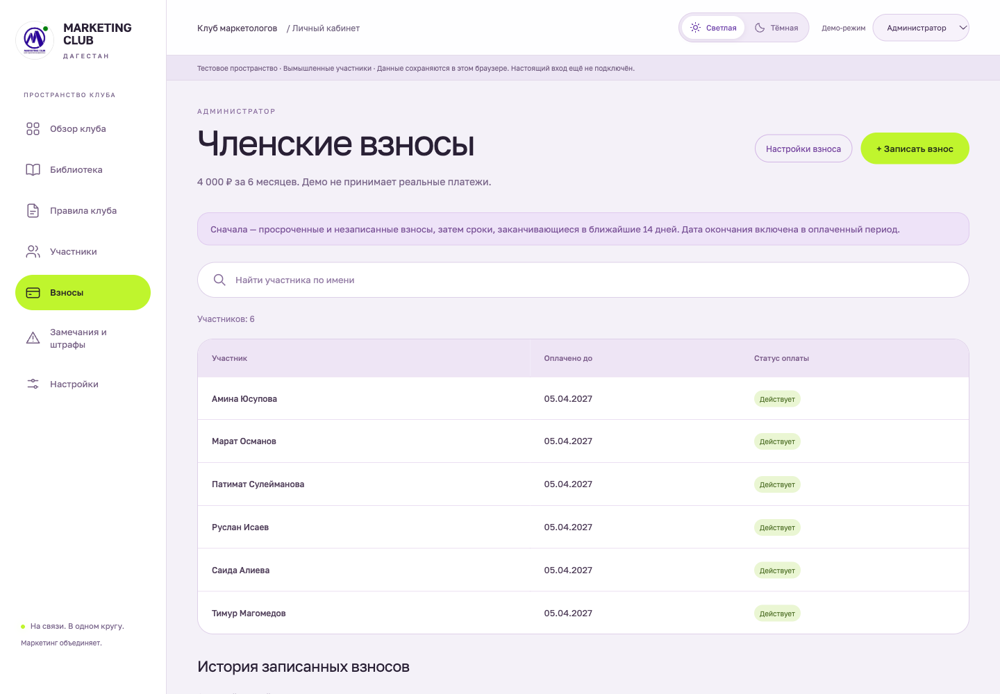 MARKETING
CLUB
ДАГЕСТАН
ПРОСТРАНСТВО КЛУБА
Обзор клуба
Библиотека
Правила клуба
Участники
Взносы
Замечания и
штрафы
Настройки
На связи. В одном кругу.
Маркетинг объединяет.
Клуб маркетологов / Личный кабинет
Светлая
Тёмная
Демо-режим
Администратор
Тестовое пространство · Вымышленные участники · Данные сохраняются в этом браузере. Настоящий вход ещё не подключён.
АДМИНИСТРАТОР
Членские взносы
Настройки взноса
+ Записать взнос
4 000 ₽ за 6 месяцев. Демо не принимает реальные платежи.
Сначала — просроченные и незаписанные взносы, затем сроки, заканчивающиеся в ближайшие 14 дней. Дата окончания включена в оплаченный период.
Найти участника по имени
Участников: 6
Участник Оплачено до Статус оплаты
Амина Юсупова 05.04.2027 Действует
Марат Османов 05.04.2027 Действует
Патимат Сулейманова 05.04.2027 Действует
Руслан Исаев 05.04.2027 Действует
Саида Алиева 05.04.2027 Действует
Тимур Магомедов 05.04.2027 Действует
История записанных взносов